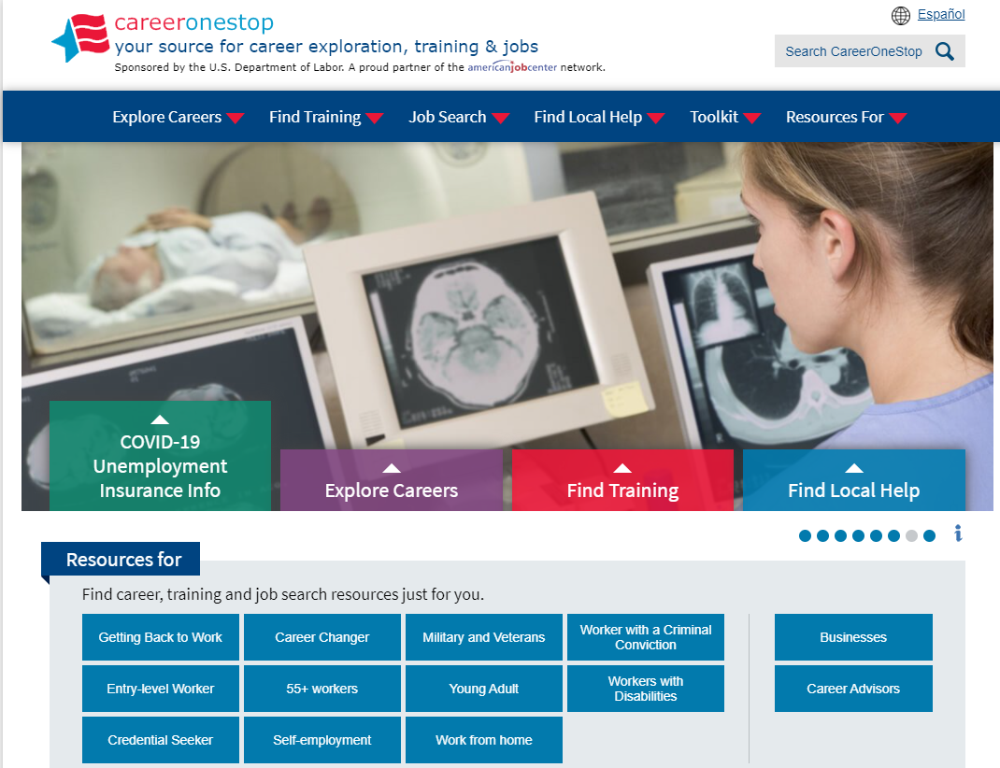 careeronestop
your source for career exploration, training & jobs
Sponsored by the U.S. Department of Labor. A proud partner of the americanjobcenter network.
Español
Search CareerOneStop
Explore Careers
Find Training
Job Search
Find Local Help
Toolkit
Resources For
R
COVID-19
Unemployment
Insurance Info
Explore Careers
Find Training
Find Local Help
i
Resources for
Find career, training and job search resources just for you.
Getting Back to Work
Career Changer
Military and Veterans
Worker with a Criminal
Conviction
Businesses
Entry-level Worker
55+ workers
Young Adult
Workers with
Disabilities
Career Advisors
Credential Seeker
Self-employment
Work from home